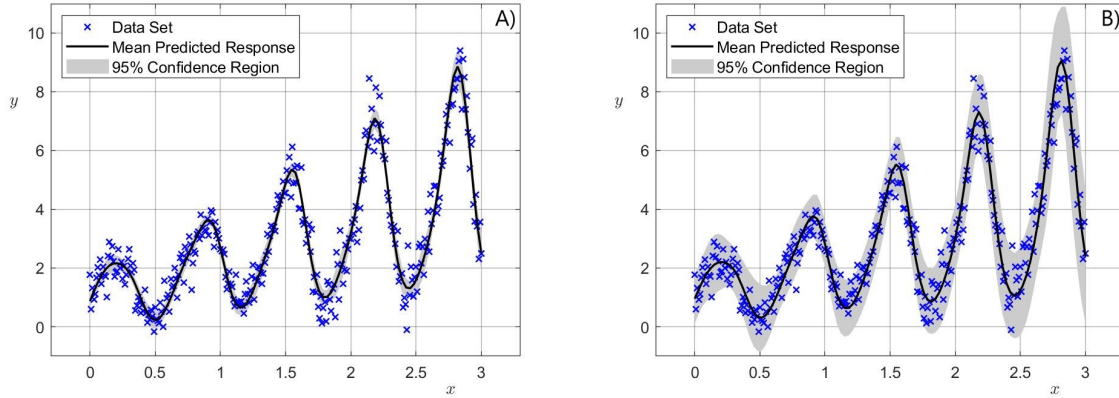 A)
Data Set
Mean Predicted Response
95% Confidence Region
10
8
6
4
2
0
y
0 0.5 1 1.5 2 2.5 3
x
B)
Data Set
Mean Predicted Response
95% Confidence Region
10
8
6
4
2
0
y
0 0.5 1 1.5 2 2.5 3
x